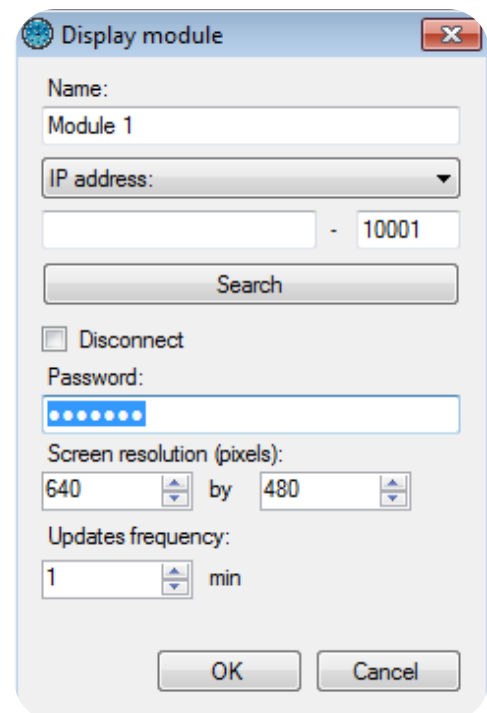 Display module
Name:
Module 1
IP address:
- 10001
Search
Disconnect
Password:
●●●●●●●
Screen resolution (pixels):
640 by 480
Updates frequency:
1 min
OK Cancel